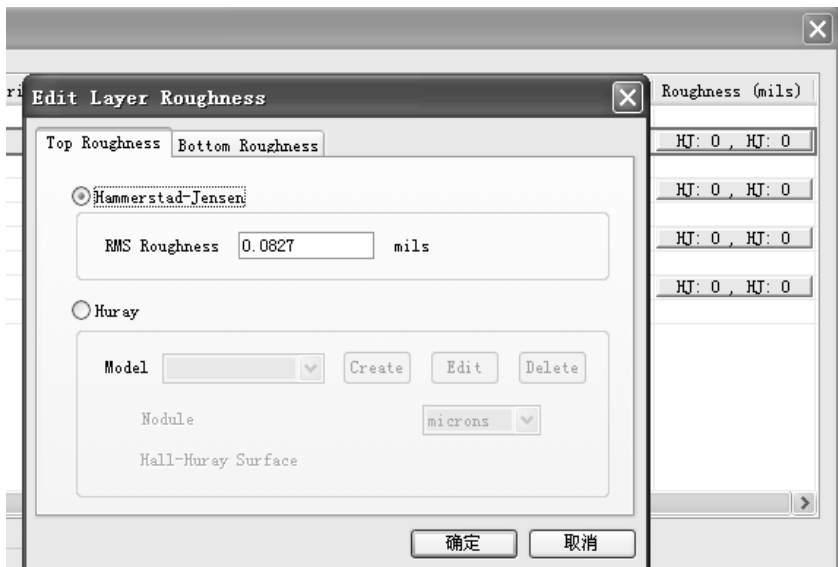 ri
Roughness (mils)
Edit Layer Roughness
Top Roughness
Bottom Roughness
HJ: 0 , HJ: 0
HJ: 0 , HJ: 0
HJ: 0 , HJ: 0
HJ: 0 , HJ: 0
Hammerstad-Jensen
RMS Roughness 0.0827 mils
Huray
Model Create Edit Delete
Nodule microns
Hall-Huray Surface
确定 取消